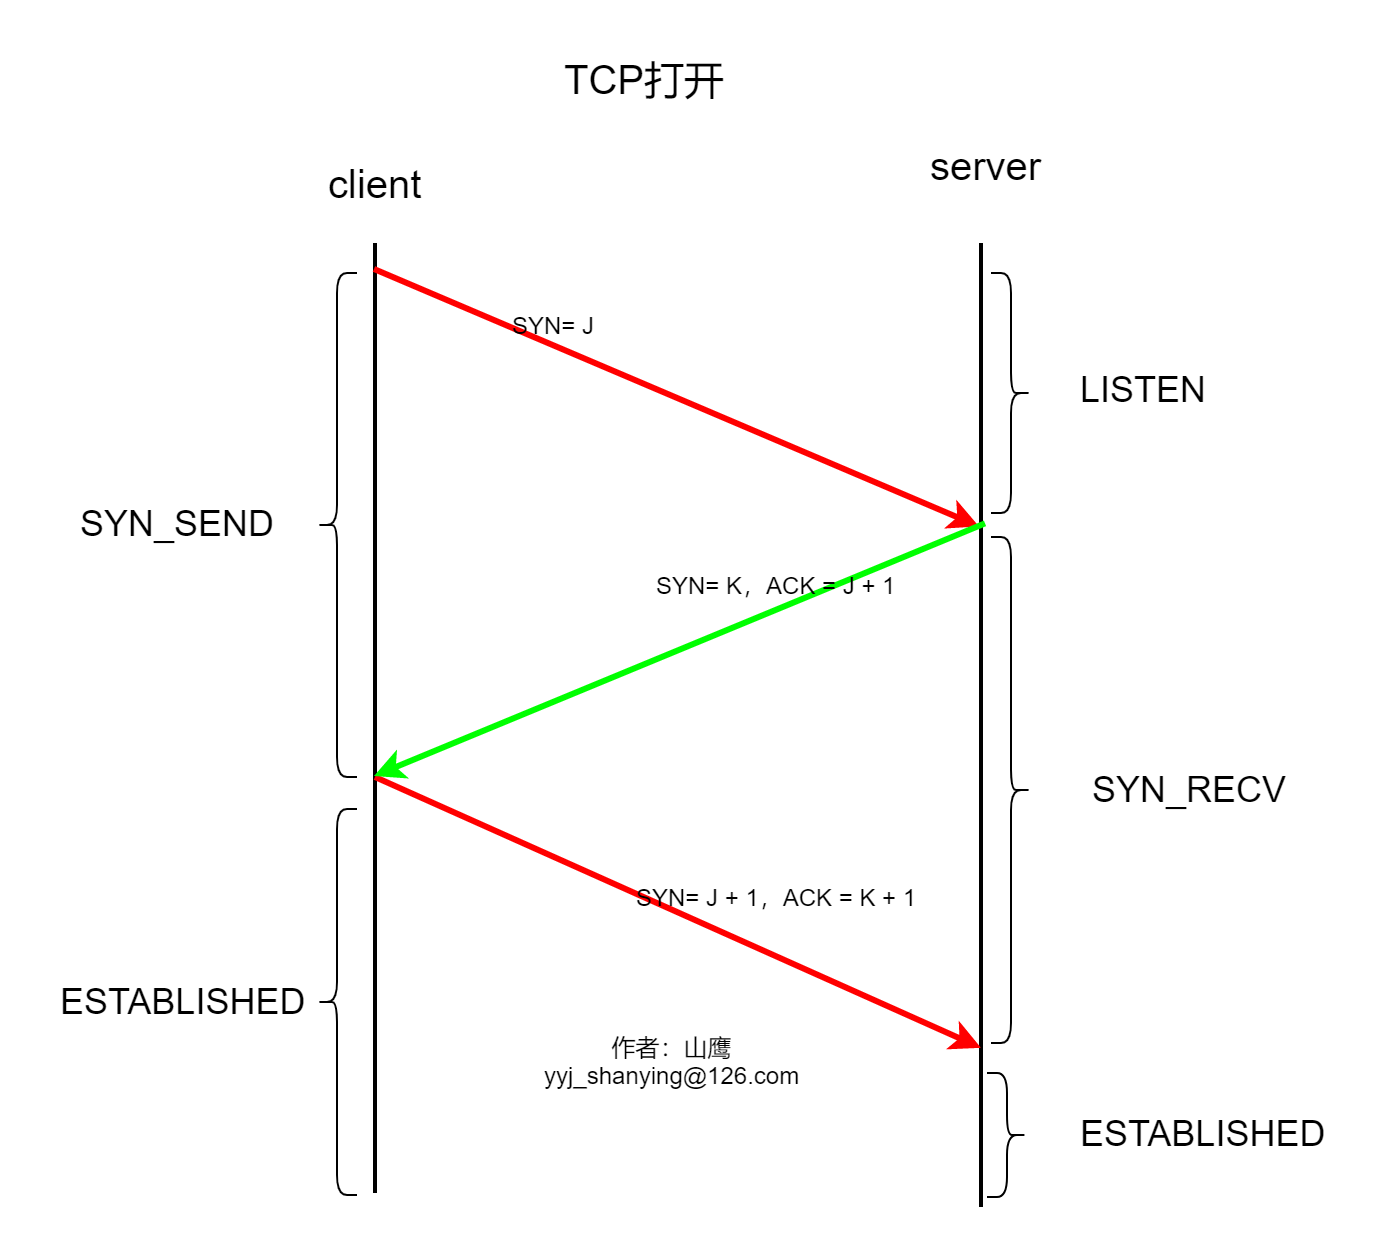 TCP打开
client
server
SYN= J
LISTEN
SYN_SEND
SYN= K，ACK = J + 1
SYN_RECV
SYN= J + 1，ACK = K + 1
ESTABLISHED
作者：山鹰
yyj_shanying@126.com
ESTABLISHED